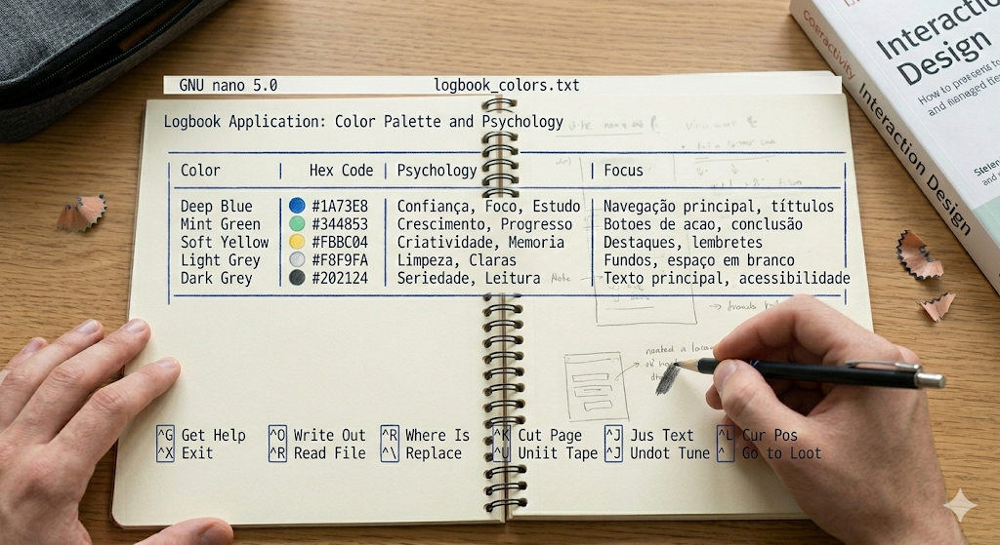 GNU nano 5.0 logbook_colors.txt
Logbook Application: Color Palette and Psychology
Color | Hex Code | Psychology | Focus
Deep Blue | #1A73E8 | Confiança, Foco, Estudo | Navegação principal, títtulos
Mint Green | #344853 | Crescimento, Progresso | Botoes de acao, conclusão
Soft Yellow | #FBBC04 | Criatividade, Memoria | Destaques, lembretes
Light Grey | #F8F9FA | Limpeza, Claras | Fundos, espaço em branco
Dark Grey | #202124 | Seriedade, Leitura | Texto principal, acessibilidade
Note
^G Get Help ^O Write Out ^R Where Is ^K Cut Page ^J Jus Text ^L Cur Pos
^X Exit ^R Read File ^\ Replace ^U Uniit Tape ^J Undot Tune ^ Go to Loot
Interaction
Design
How to
and managed
Coeractivity
Interaction Design